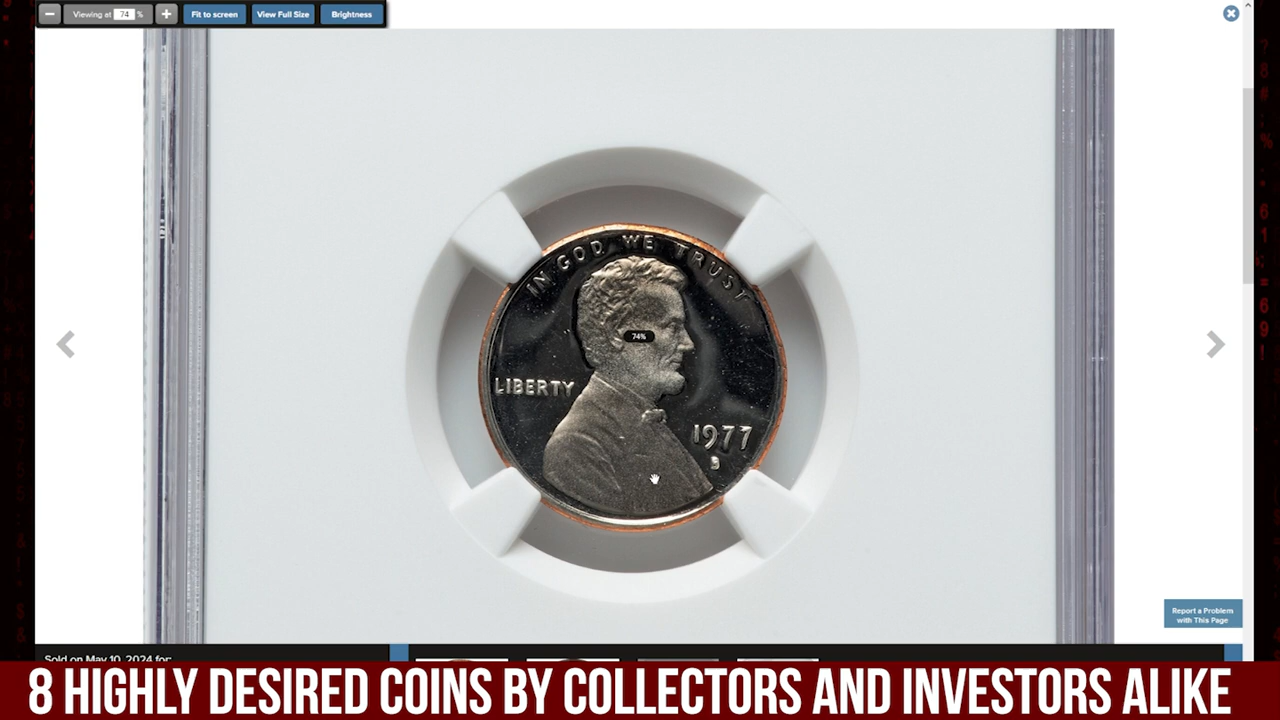 Viewing at 74 %
Fit to screen
View Full Size
Brightness
IN GOD WE TRUST
74%
LIBERTY
1977
S
Report a Problem
with This Page
Sold on May 10, 2024 for:
8 HIGHLY DESIRED COINS BY COLLECTORS AND INVESTORS ALIKE